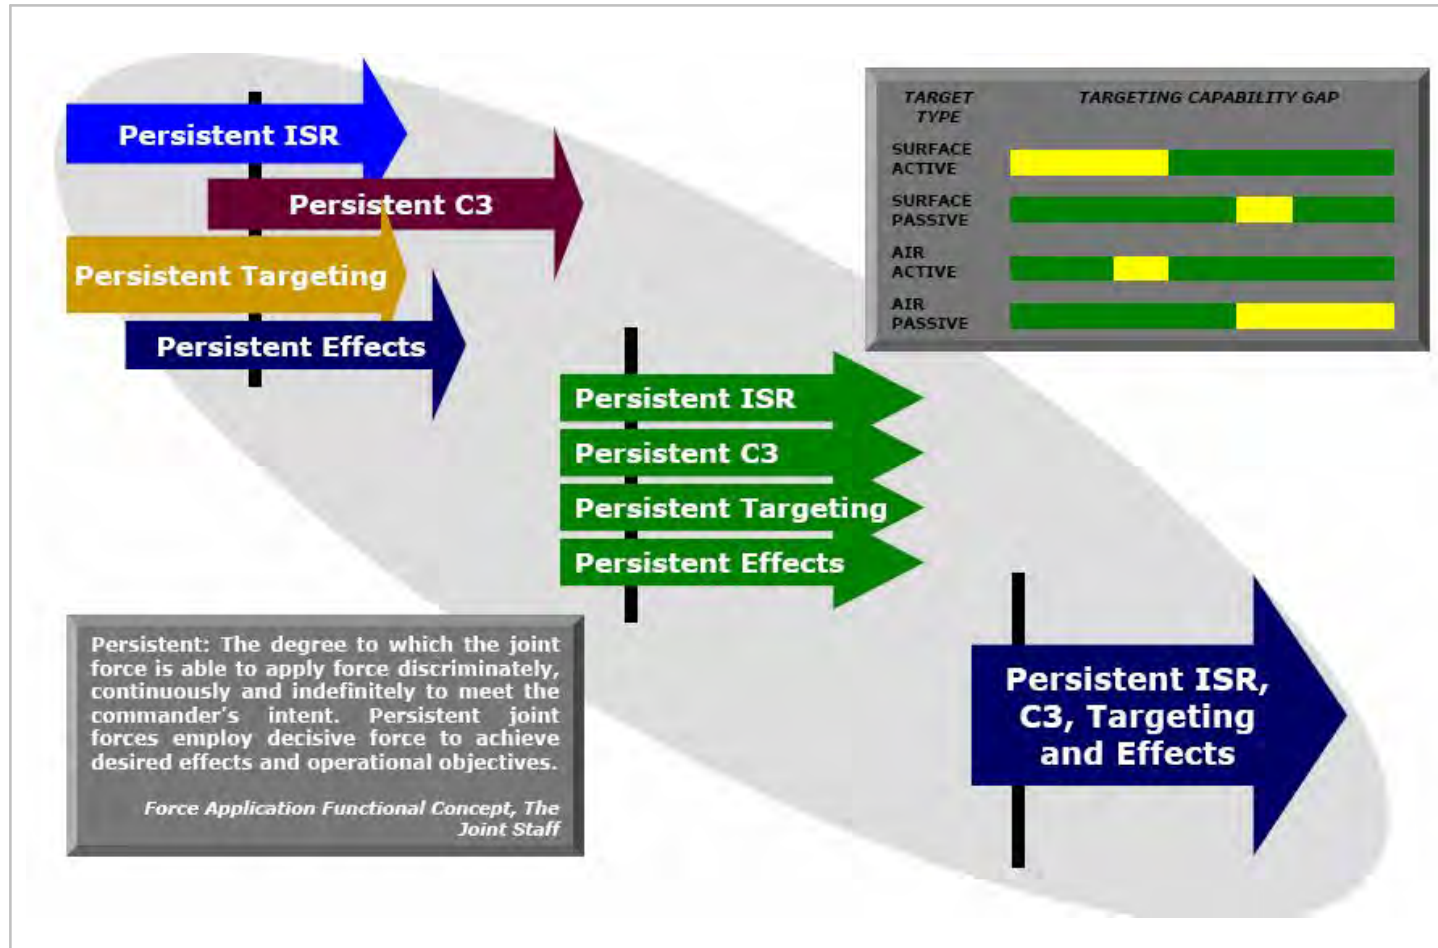 Persistent ISR
Persistent C3
Persistent Targeting
Persistent Effects
TARGET
TYPE
TARGETING CAPABILITY GAP
SURFACE
ACTIVE
SURFACE
PASSIVE
AIR
ACTIVE
AIR
PASSIVE
Persistent ISR
Persistent C3
Persistent Targeting
Persistent Effects
Persistent: The degree to which the joint
force is able to apply force discriminately,
continuously and indefinitely to meet the
commander's intent. Persistent joint
forces employ decisive force to achieve
desired effects and operational objectives.
Force Application Functional Concept, The
Joint Staff
Persistent ISR,
C3, Targeting
and Effects